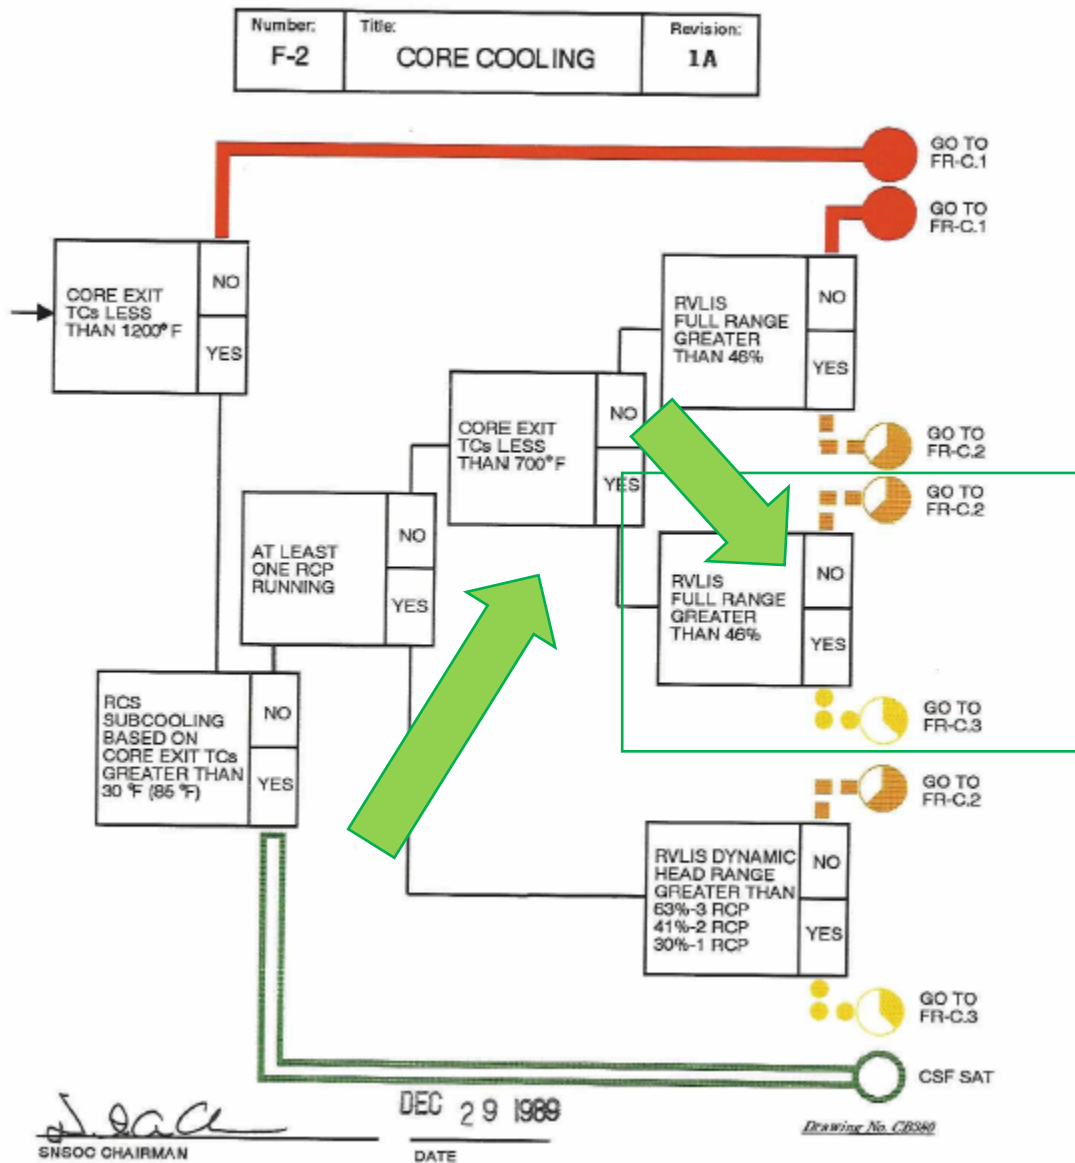 Number:
F-2
Title:
CORE COOLING
Revision:
1A
GO TO
FR-C.1
GO TO
FR-C.1
CORE EXIT
TCs LESS
THAN 1200°F
NO
YES
RVLIS
FULL RANGE
GREATER
THAN 46%
NO
YES
CORE EXIT
TCs LESS
THAN 700°F
NO
YES
GO TO
FR-C.2
GO TO
FR-C.2
AT LEAST
ONE RCP
RUNNING
NO
YES
RVLIS
FULL RANGE
GREATER
THAN 46%
NO
YES
RCS
SUBCOOLING
BASED ON
CORE EXIT TCs
GREATER THAN
30 °F (85 °F)
NO
YES
GO TO
FR-C.3
GO TO
FR-C.2
RVLIS DYNAMIC
HEAD RANGE
GREATER THAN
63%-3 RCP
41%-2 RCP
30%-1 RCP
NO
YES
GO TO
FR-C.3
CSF SAT
DEC 29 1989
SNSOC CHAIRMAN
DATE
Drawing No. CB580